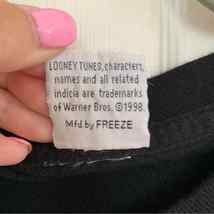 LOONEY TUNES, characters,
names and all related
indicia are trademarks
of Warner Bros. ©1998.
Mfd by FREEZE